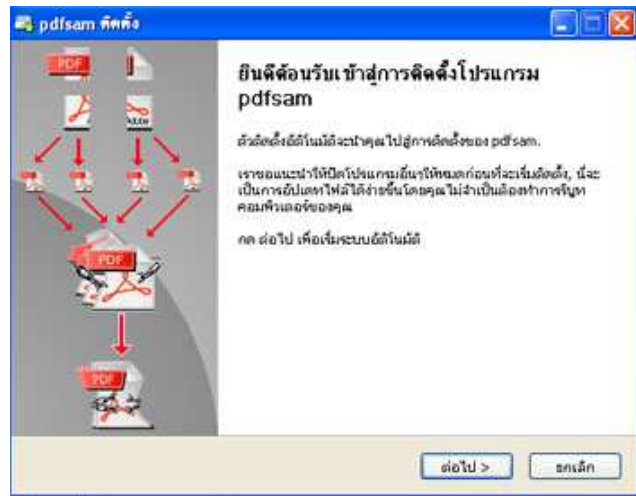 pdfsam ติดตั้ง
ยินดีต้อนรับเข้าสู่การติดตั้งโปรแกรม
pdfsam
ตัวติดตั้งอัตโนมัติจะนำคุณไปสู่การติดตั้งของ pdfsam.
เราขอแนะนำให้ปิดโปรแกรมอื่นๆให้หมดก่อนที่จะเริ่มติดตั้ง, นี่จะ
เป็นการอัปเดทไฟล์ได้ง่ายขึ้นโดยคุณไม่จำเป็นต้องทำการรีบูท
คอมพิวเตอร์ของคุณ
กด ต่อไป เพื่อเริ่มระบบอัติโนมัติ
PDF
Adobe
PDF
PDF
ต่อไป >
ยกเลิก